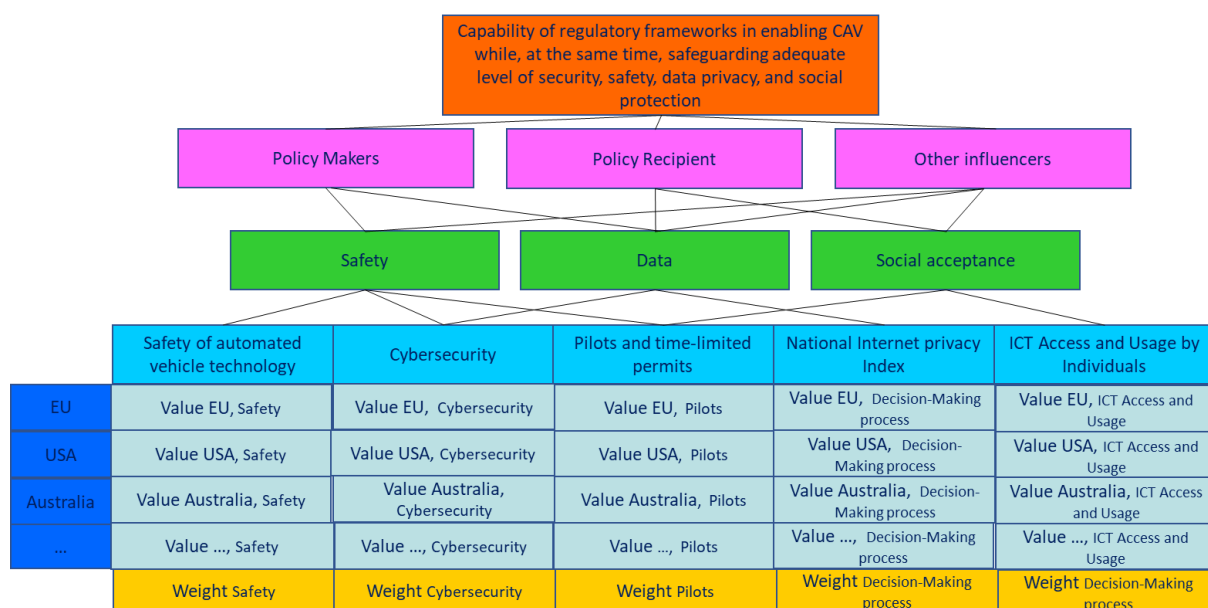 Capability of regulatory frameworks in enabling CAV
while, at the same time, safeguarding adequate
level of security, safety, data privacy, and social
protection
Policy Makers
Policy Recipient
Other influencers
Safety
Data
Social acceptance
Safety of automated
vehicle technology
Cybersecurity
Pilots and time-limited
permits
National Internet privacy
Index
ICT Access and Usage by
Individuals
EU
Value EU, Safety
Value EU, Cybersecurity
Value EU, Pilots
Value EU, Decision-Making
process
Value EU, ICT Access and
Usage
USA
Value USA, Safety
Value USA, Cybersecurity
Value USA, Pilots
Value USA, Decision-
Making process
Value USA, ICT Access and
Usage
Australia
Value Australia, Safety
Value Australia,
Cybersecurity
Value Australia, Pilots
Value Australia, Decision-
Making process
Value Australia, ICT Access
and Usage
...
Value ..., Safety
Value ..., Cybersecurity
Value ..., Pilots
Value ..., Decision-Making
process
Value ..., ICT Access and
Usage
Weight Safety
Weight Cybersecurity
Weight Pilots
Weight Decision-Making
process
Weight Decision-Making
process